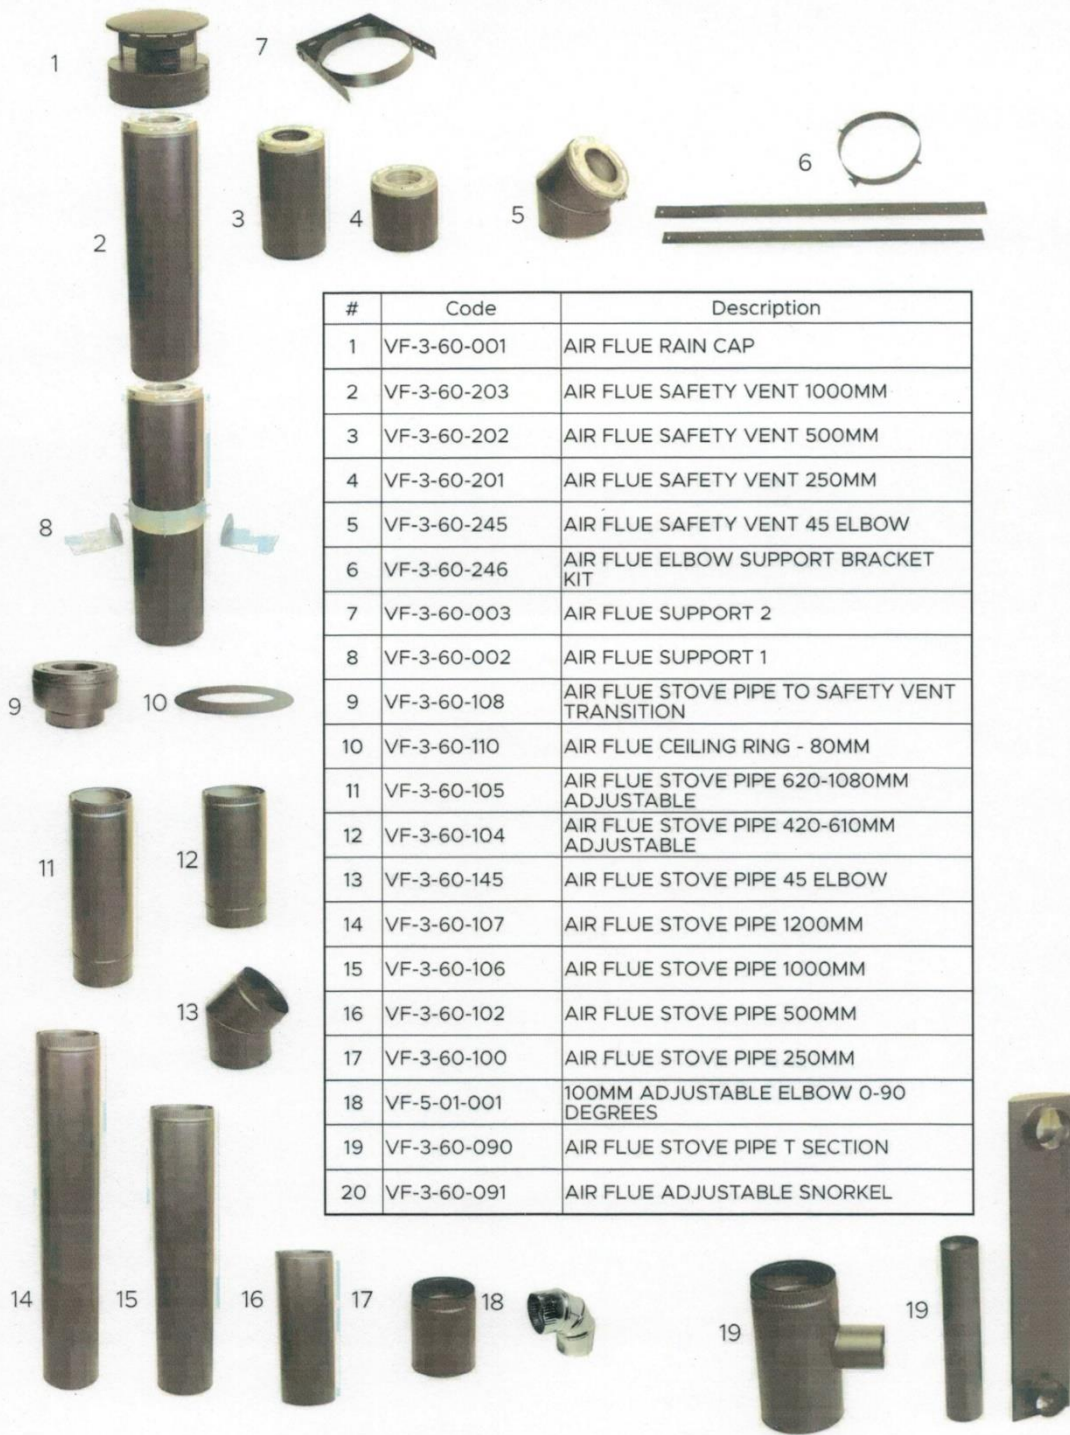 1
7
6
2
3
4
5
# Code Description
1 VF-3-60-001 AIR FLUE RAIN CAP
2 VF-3-60-203 AIR FLUE SAFETY VENT 1000MM
3 VF-3-60-202 AIR FLUE SAFETY VENT 500MM
4 VF-3-60-201 AIR FLUE SAFETY VENT 250MM
5 VF-3-60-245 AIR FLUE SAFETY VENT 45 ELBOW
6 VF-3-60-246 AIR FLUE ELBOW SUPPORT BRACKET
KIT
7 VF-3-60-003 AIR FLUE SUPPORT 2
8 VF-3-60-002 AIR FLUE SUPPORT 1
9 VF-3-60-108 AIR FLUE STOVE PIPE TO SAFETY VENT
TRANSITION
10 VF-3-60-110 AIR FLUE CEILING RING - 80MM
11 VF-3-60-105 AIR FLUE STOVE PIPE 620-1080MM
ADJUSTABLE
12 VF-3-60-104 AIR FLUE STOVE PIPE 420-610MM
ADJUSTABLE
13 VF-3-60-145 AIR FLUE STOVE PIPE 45 ELBOW
14 VF-3-60-107 AIR FLUE STOVE PIPE 1200MM
15 VF-3-60-106 AIR FLUE STOVE PIPE 1000MM
16 VF-3-60-102 AIR FLUE STOVE PIPE 500MM
17 VF-3-60-100 AIR FLUE STOVE PIPE 250MM
18 VF-5-01-001 100MM ADJUSTABLE ELBOW 0-90
DEGREES
19 VF-3-60-090 AIR FLUE STOVE PIPE T SECTION
20 VF-3-60-091 AIR FLUE ADJUSTABLE SNORKEL
8
9
10
11
12
13
14
15
16
17
18
19
19